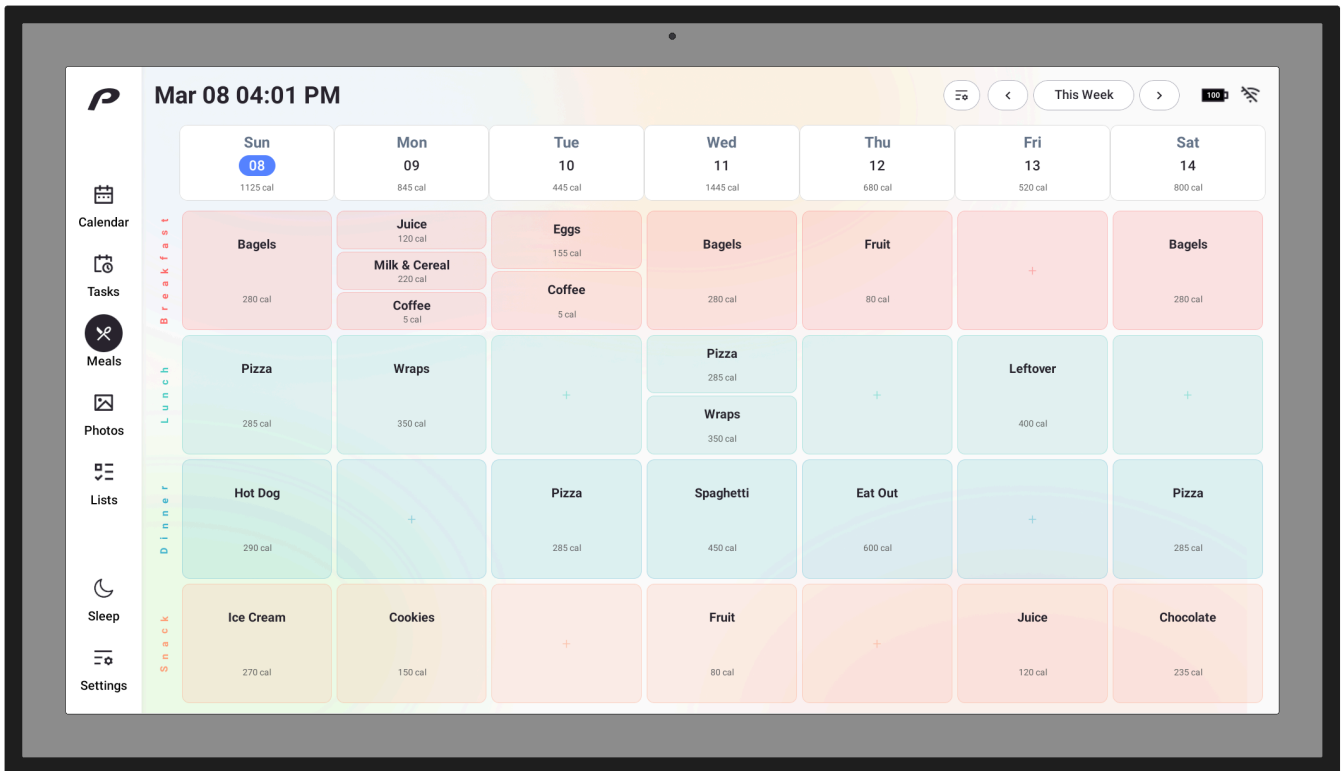 Mar 08 04:01 PM
This Week
100
Calendar
Tasks
Meals
Photos
Lists
Sleep
Settings
Sun
08
1125 cal
Mon
09
845 cal
Tue
10
445 cal
Wed
11
1445 cal
Thu
12
680 cal
Fri
13
520 cal
Sat
14
800 cal
Breakfast
Bagels
280 cal
Juice
120 cal
Milk & Cereal
220 cal
Coffee
5 cal
Eggs
155 cal
Coffee
5 cal
Bagels
280 cal
Fruit
80 cal
+
Bagels
280 cal
Lunch
Pizza
285 cal
Wraps
350 cal
+
Pizza
285 cal
Wraps
350 cal
+
Leftover
400 cal
+
Dinner
Hot Dog
290 cal
+
Pizza
285 cal
Spaghetti
450 cal
Eat Out
600 cal
+
Pizza
285 cal
Snack
Ice Cream
270 cal
Cookies
150 cal
+
Fruit
80 cal
+
Juice
120 cal
Chocolate
235 cal